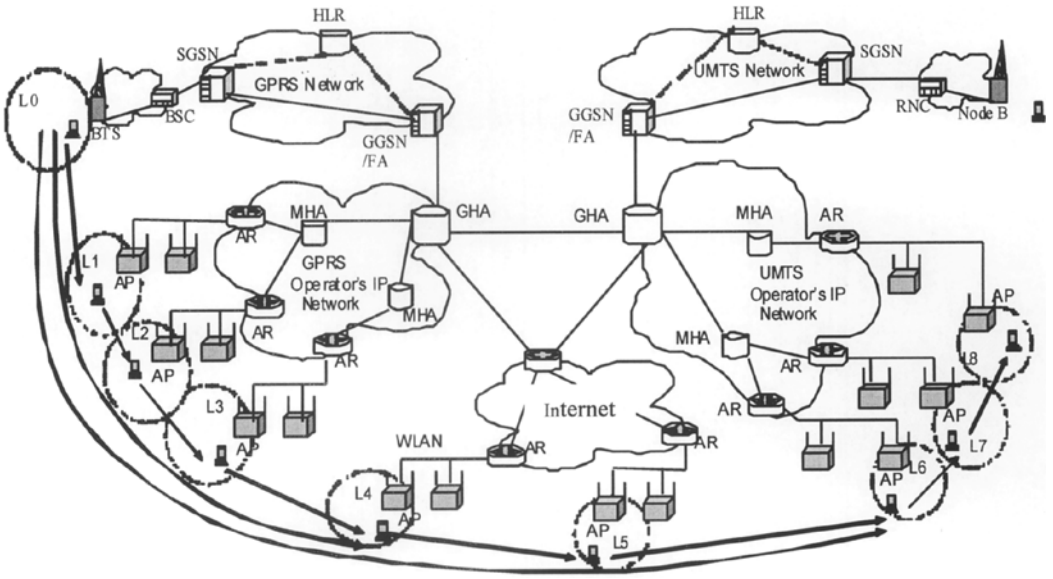 HLR
HLR
SGSN
SGSN
GPRS Network
UMTS Network
L0
BTS
BSC
GGSN
/FA
GGSN
/FA
RNC
Node B
MHA
GHA
GHA
MHA
AR
AR
L1
AP
GPRS
Operator's IP
Network
MHA
UMTS
Operator's IP
Network
AP
L2
AP
AR
AR
MHA
AR
L8
L3
AP
Internet
AR
AP
L7
WLAN
AR
AR
L4
AP
AP
L5
AP
L6